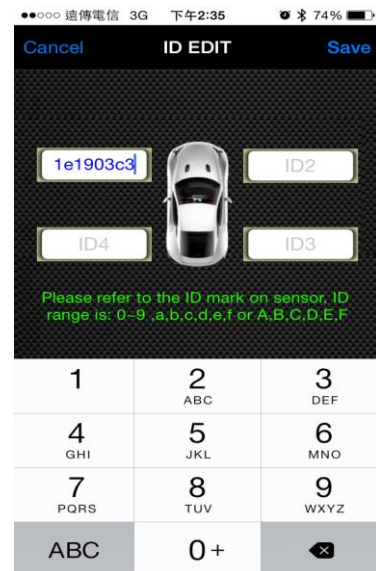 遠傳電信 3G 下午2:35 74%
Cancel ID EDIT Save
1e1903c3 ID2
ID4 ID3
Please refer to the ID mark on sensor, ID
range is: 0~9 ,a,b,c,d,e,f or A,B,C,D,E,F
1 2 3
ABC DEF
4 5 6
GHI JKL MNO
7 8 9
PQRS TUV WXYZ
ABC 0+